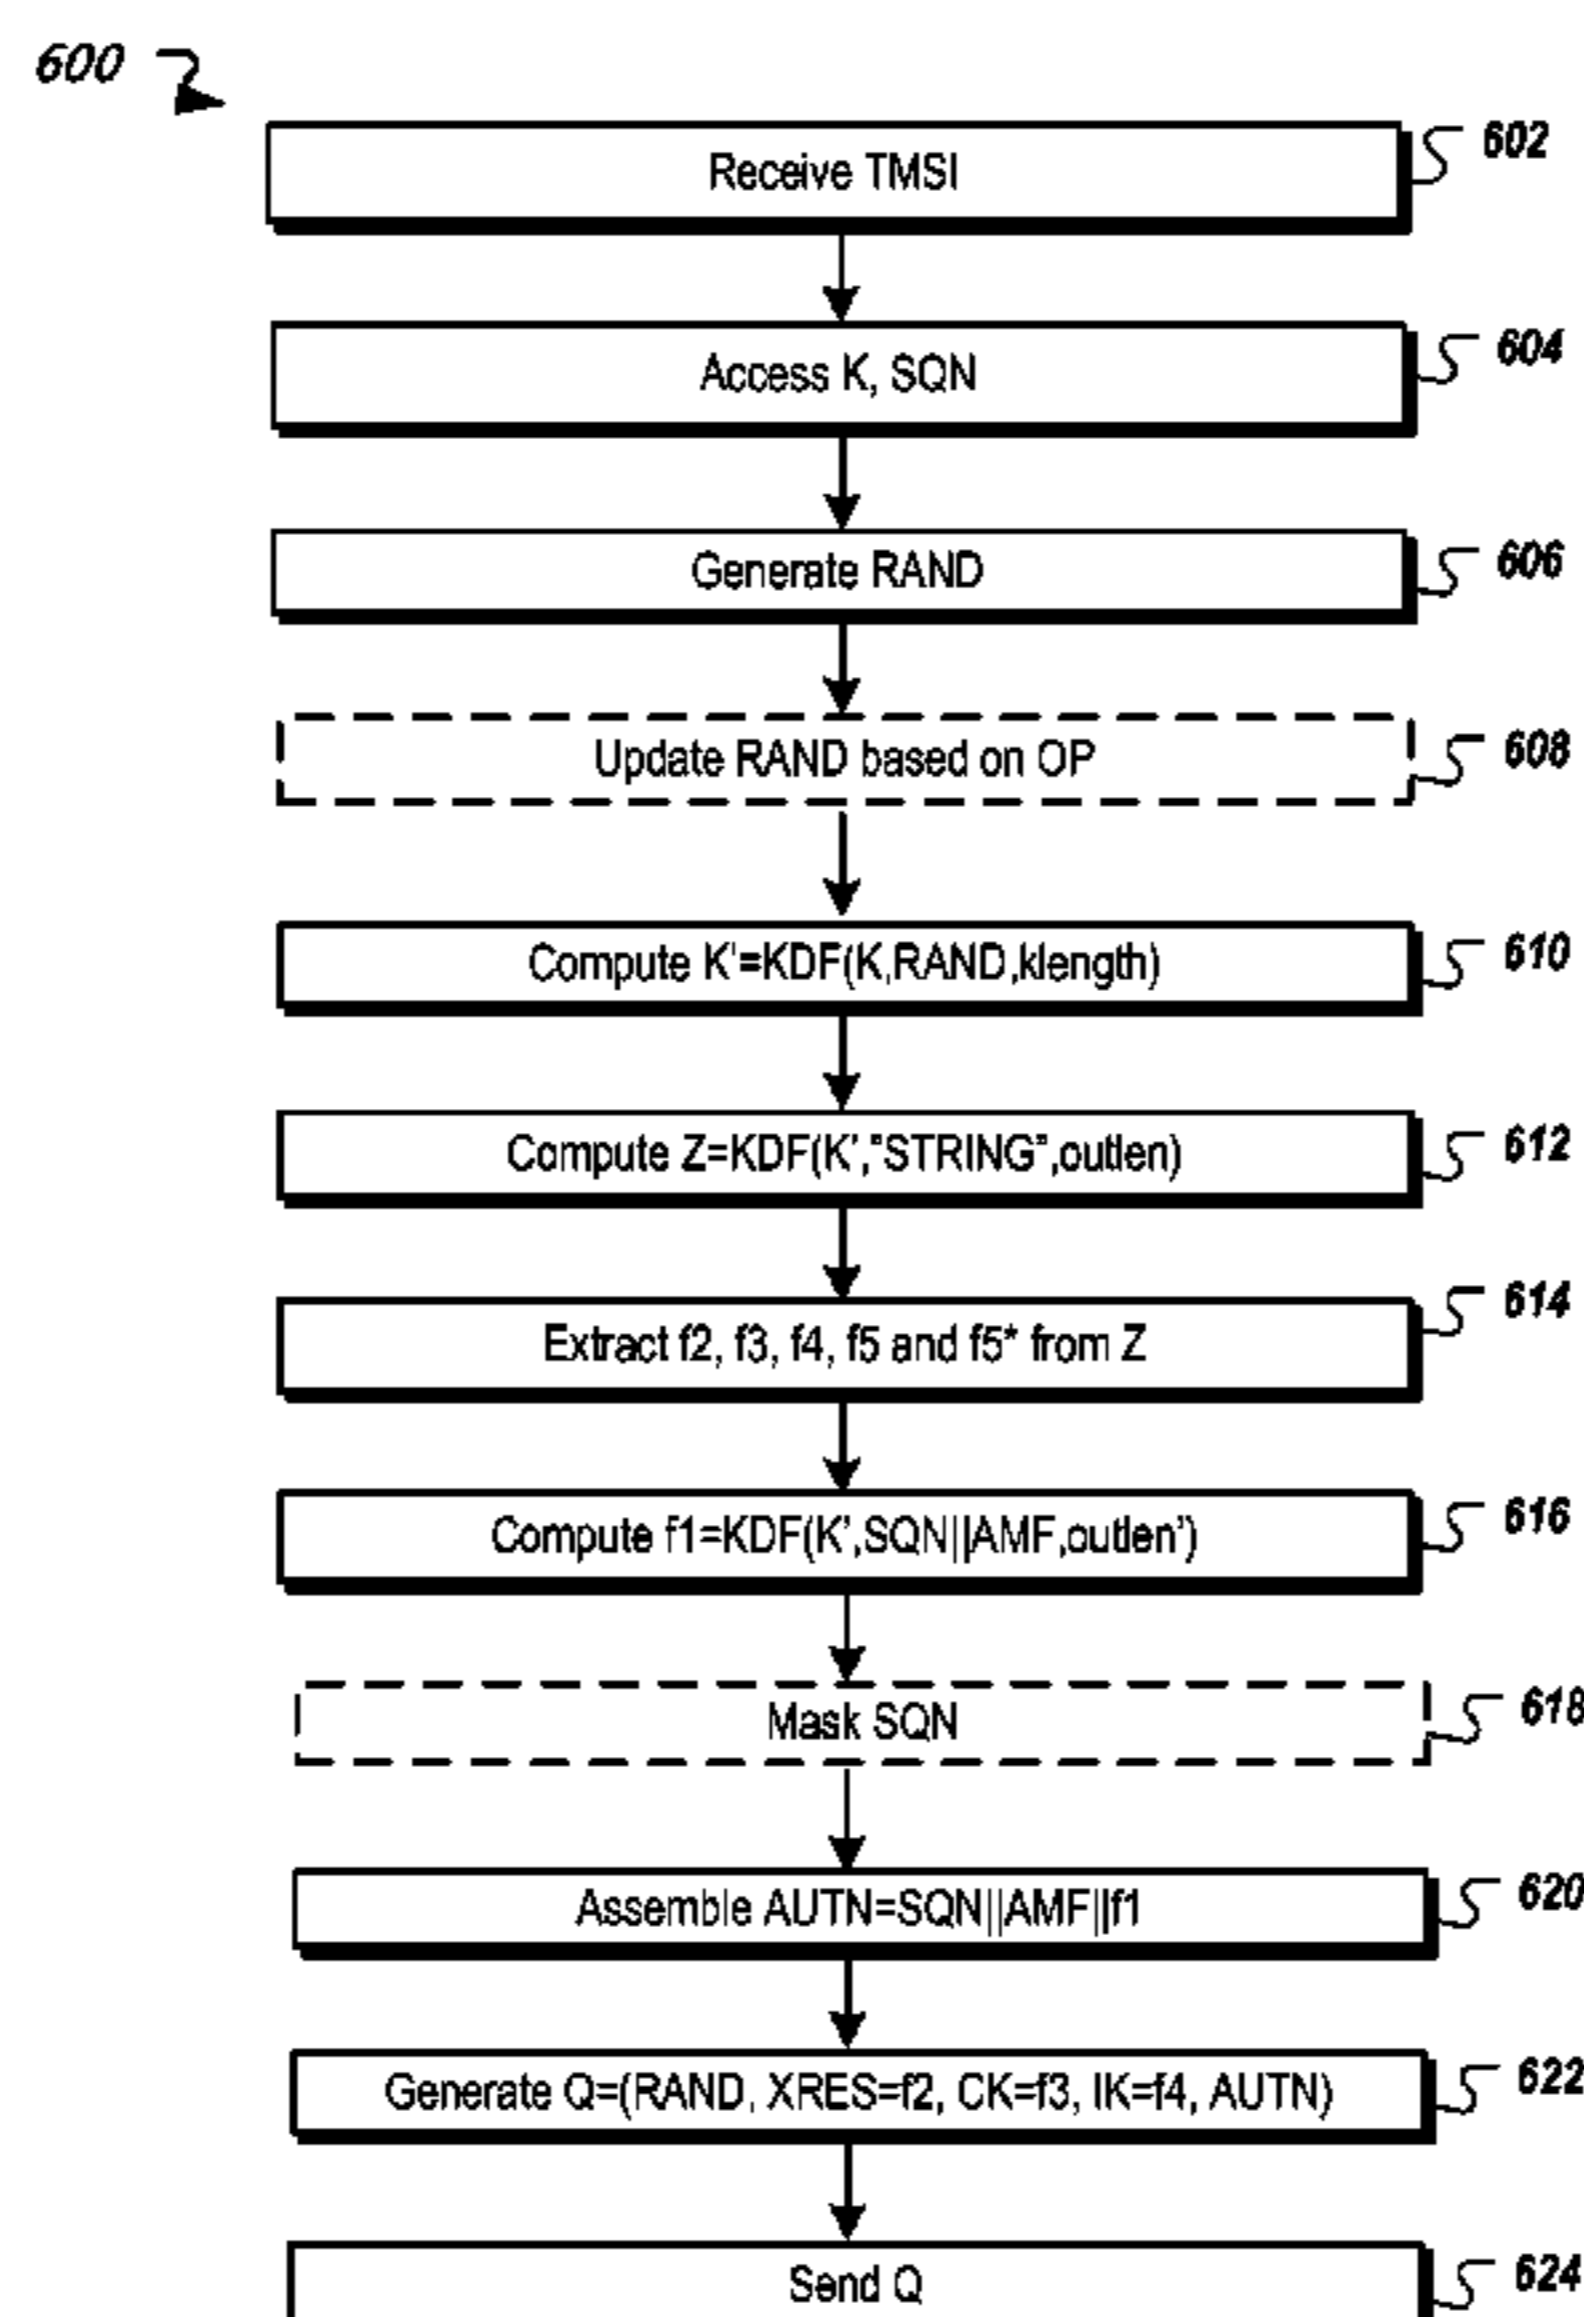 600
Receive TMSI
602
Access K, SQN
604
Generate RAND
606
Update RAND based on OP
608
Compute K'=KDF(K,RAND,klength)
610
Compute Z=KDF(K',"STRING",outlen)
612
Extract f2, f3, f4, f5 and f5* from Z
614
Compute f1=KDF(K',SQN||AMF,outlen')
616
Mask SQN
618
Assemble AUTN=SQN||AMF||f1
620
Generate Q=(RAND, XRES=f2, CK=f3, IK=f4, AUTN)
622
Send Q
624